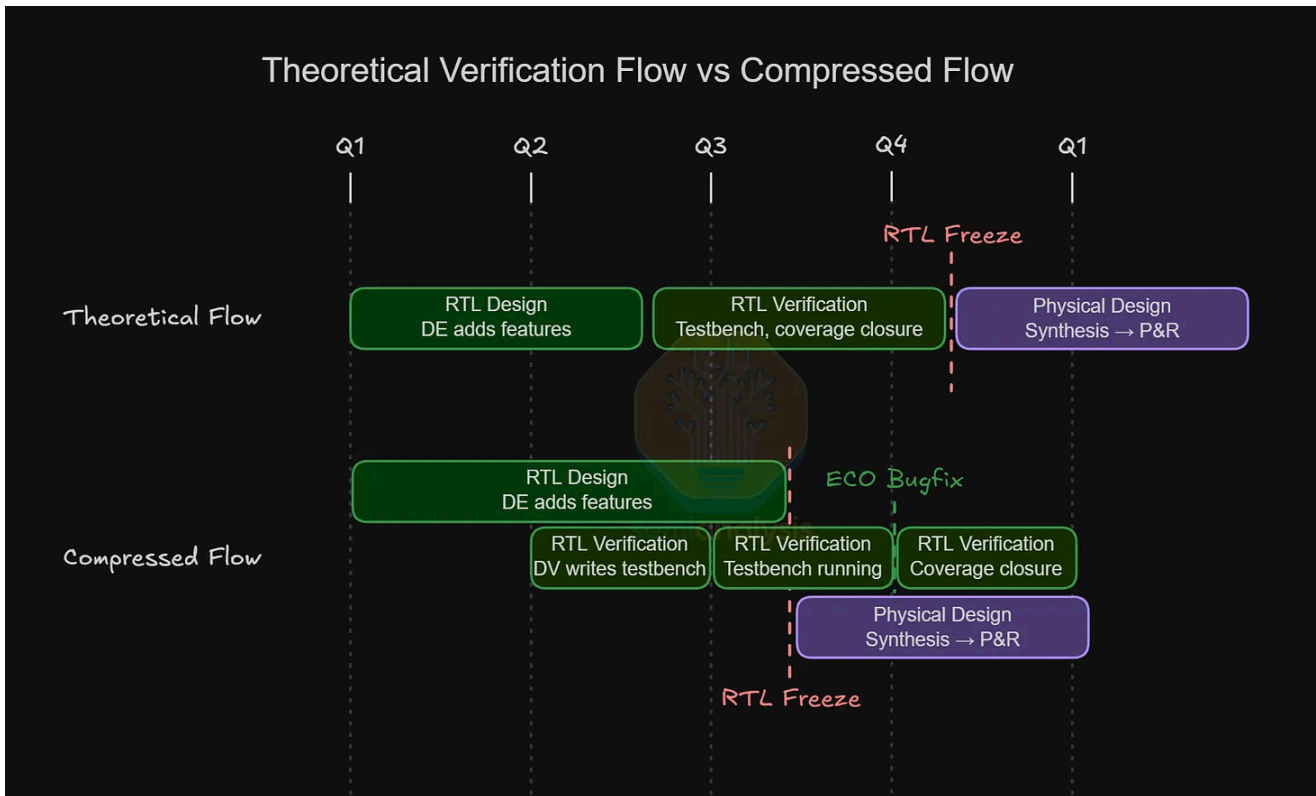 Theoretical Verification Flow vs Compressed Flow
Q1
Q2
Q3
Q4
Q1
RTL Freeze
Theoretical Flow
RTL Design
DE adds features
RTL Verification
Testbench, coverage closure
Physical Design
Synthesis → P&R
RTL Design
DE adds features
ECO Bugfix
Compressed Flow
RTL Verification
DV writes testbench
RTL Verification
Testbench running
RTL Verification
Coverage closure
Physical Design
Synthesis → P&R
RTL Freeze